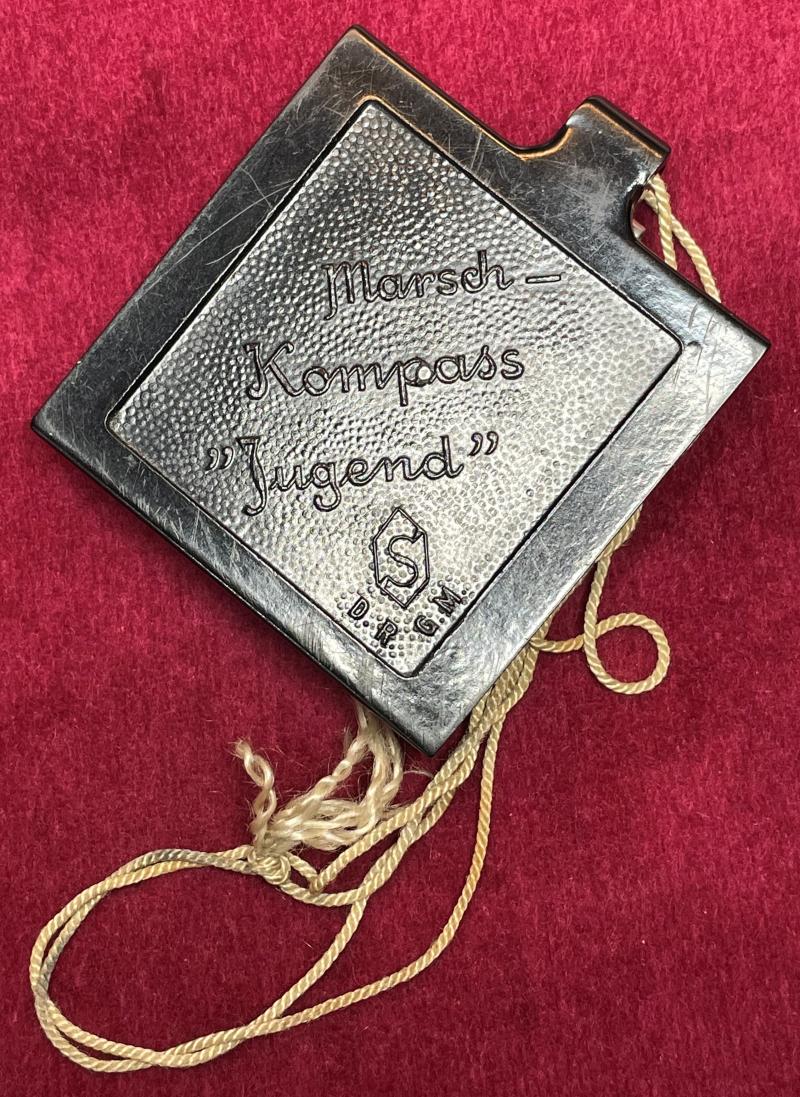 Marsch –
Kompass
”Jugend”
S
D.R.G.M.